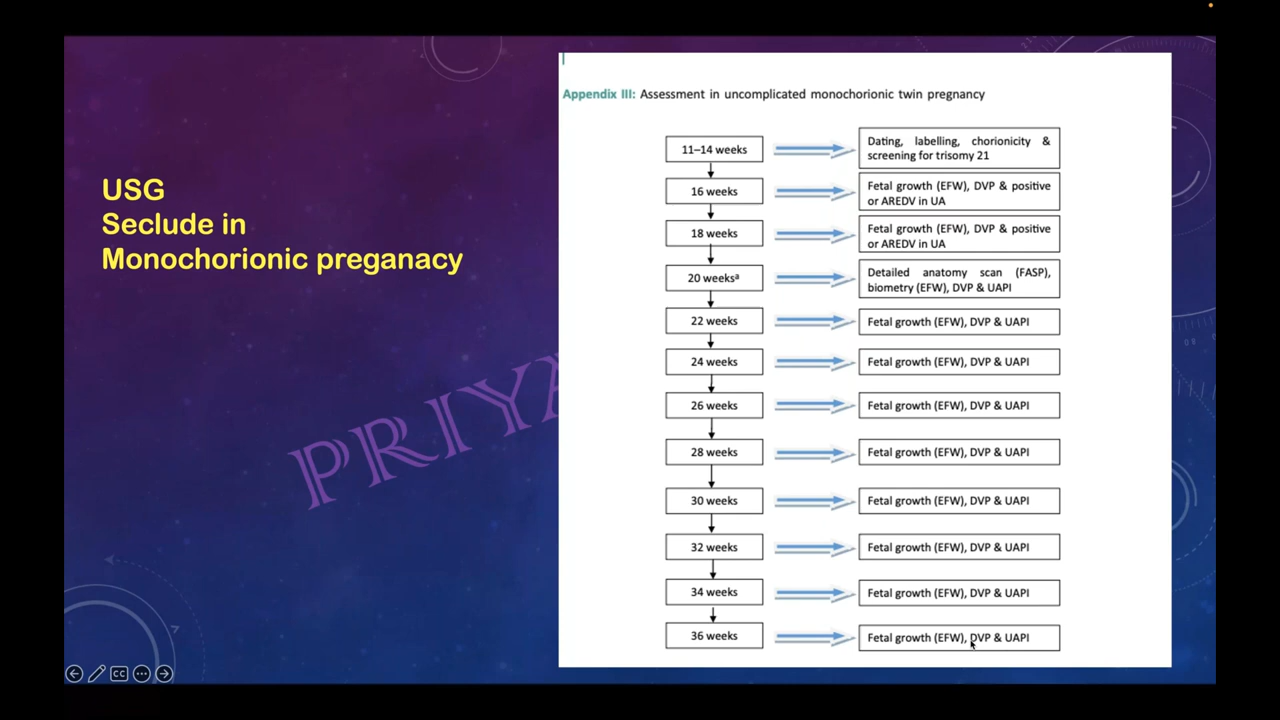 USG
Seclude in
Monochorionic preganacy
Appendix III: Assessment in uncomplicated monochorionic twin pregnancy
11–14 weeks
Dating, labelling, chorionicity &
screening for trisomy 21
16 weeks
Fetal growth (EFW), DVP & positive
or AREDV in UA
18 weeks
Fetal growth (EFW), DVP & positive
or AREDV in UA
20 weeksᵃ
Detailed anatomy scan (FASP),
biometry (EFW), DVP & UAPI
22 weeks
Fetal growth (EFW), DVP & UAPI
24 weeks
Fetal growth (EFW), DVP & UAPI
26 weeks
Fetal growth (EFW), DVP & UAPI
28 weeks
Fetal growth (EFW), DVP & UAPI
30 weeks
Fetal growth (EFW), DVP & UAPI
32 weeks
Fetal growth (EFW), DVP & UAPI
34 weeks
Fetal growth (EFW), DVP & UAPI
36 weeks
Fetal growth (EFW), DVP & UAPI
CC